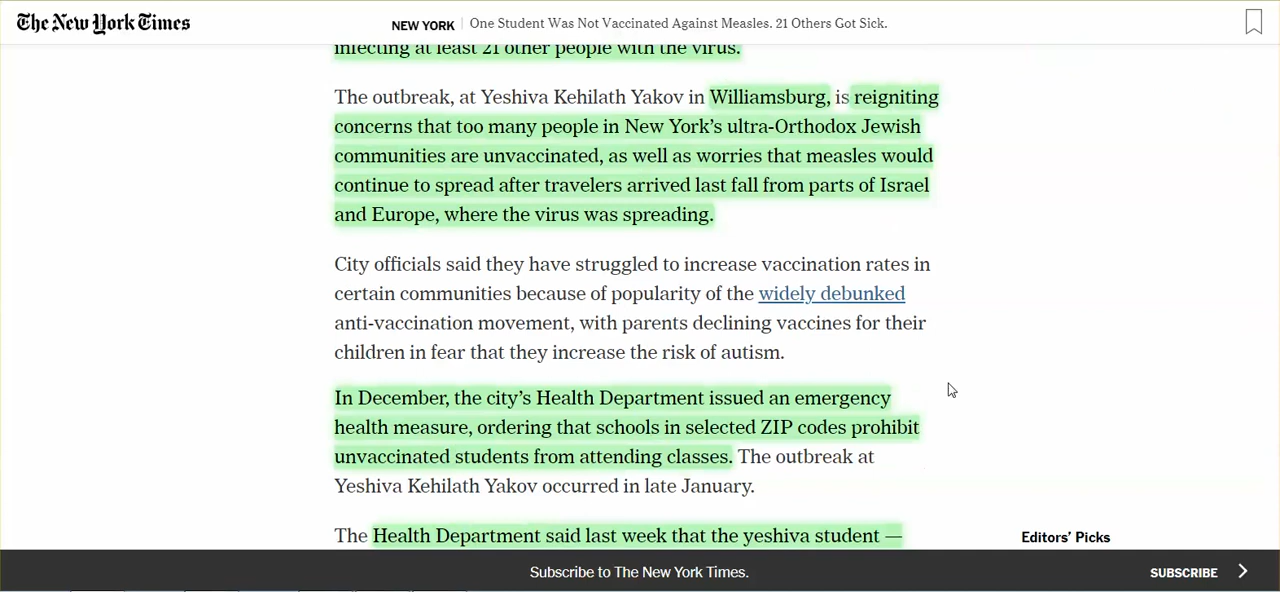 The New York Times
NEW YORK | One Student Was Not Vaccinated Against Measles. 21 Others Got Sick.
infecting at least 21 other people with the virus.
The outbreak, at Yeshiva Kehilath Yakov in Williamsburg, is reigniting
concerns that too many people in New York’s ultra-Orthodox Jewish
communities are unvaccinated, as well as worries that measles would
continue to spread after travelers arrived last fall from parts of Israel
and Europe, where the virus was spreading.
City officials said they have struggled to increase vaccination rates in
certain communities because of popularity of the widely debunked
anti-vaccination movement, with parents declining vaccines for their
children in fear that they increase the risk of autism.
In December, the city’s Health Department issued an emergency
health measure, ordering that schools in selected ZIP codes prohibit
unvaccinated students from attending classes. The outbreak at
Yeshiva Kehilath Yakov occurred in late January.
The Health Department said last week that the yeshiva student —
Editors’ Picks
Subscribe to The New York Times.
SUBSCRIBE